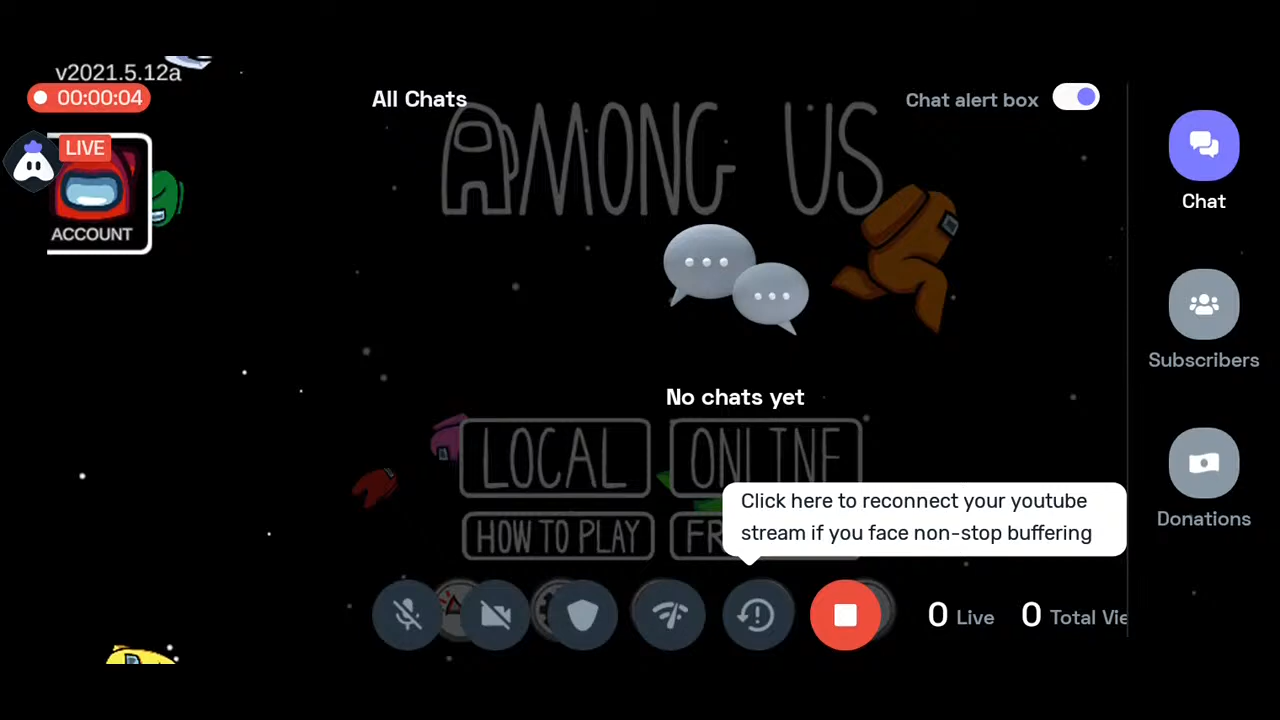 v2021.5.12a
00:00:04
LIVE
ACCOUNT
All Chats
Chat alert box
AMONG US
No chats yet
LOCAL
ONLINE
HOW TO PLAY
FR
Click here to reconnect your youtube
stream if you face non-stop buffering
0 Live
0 Total Vie
Chat
Subscribers
Donations